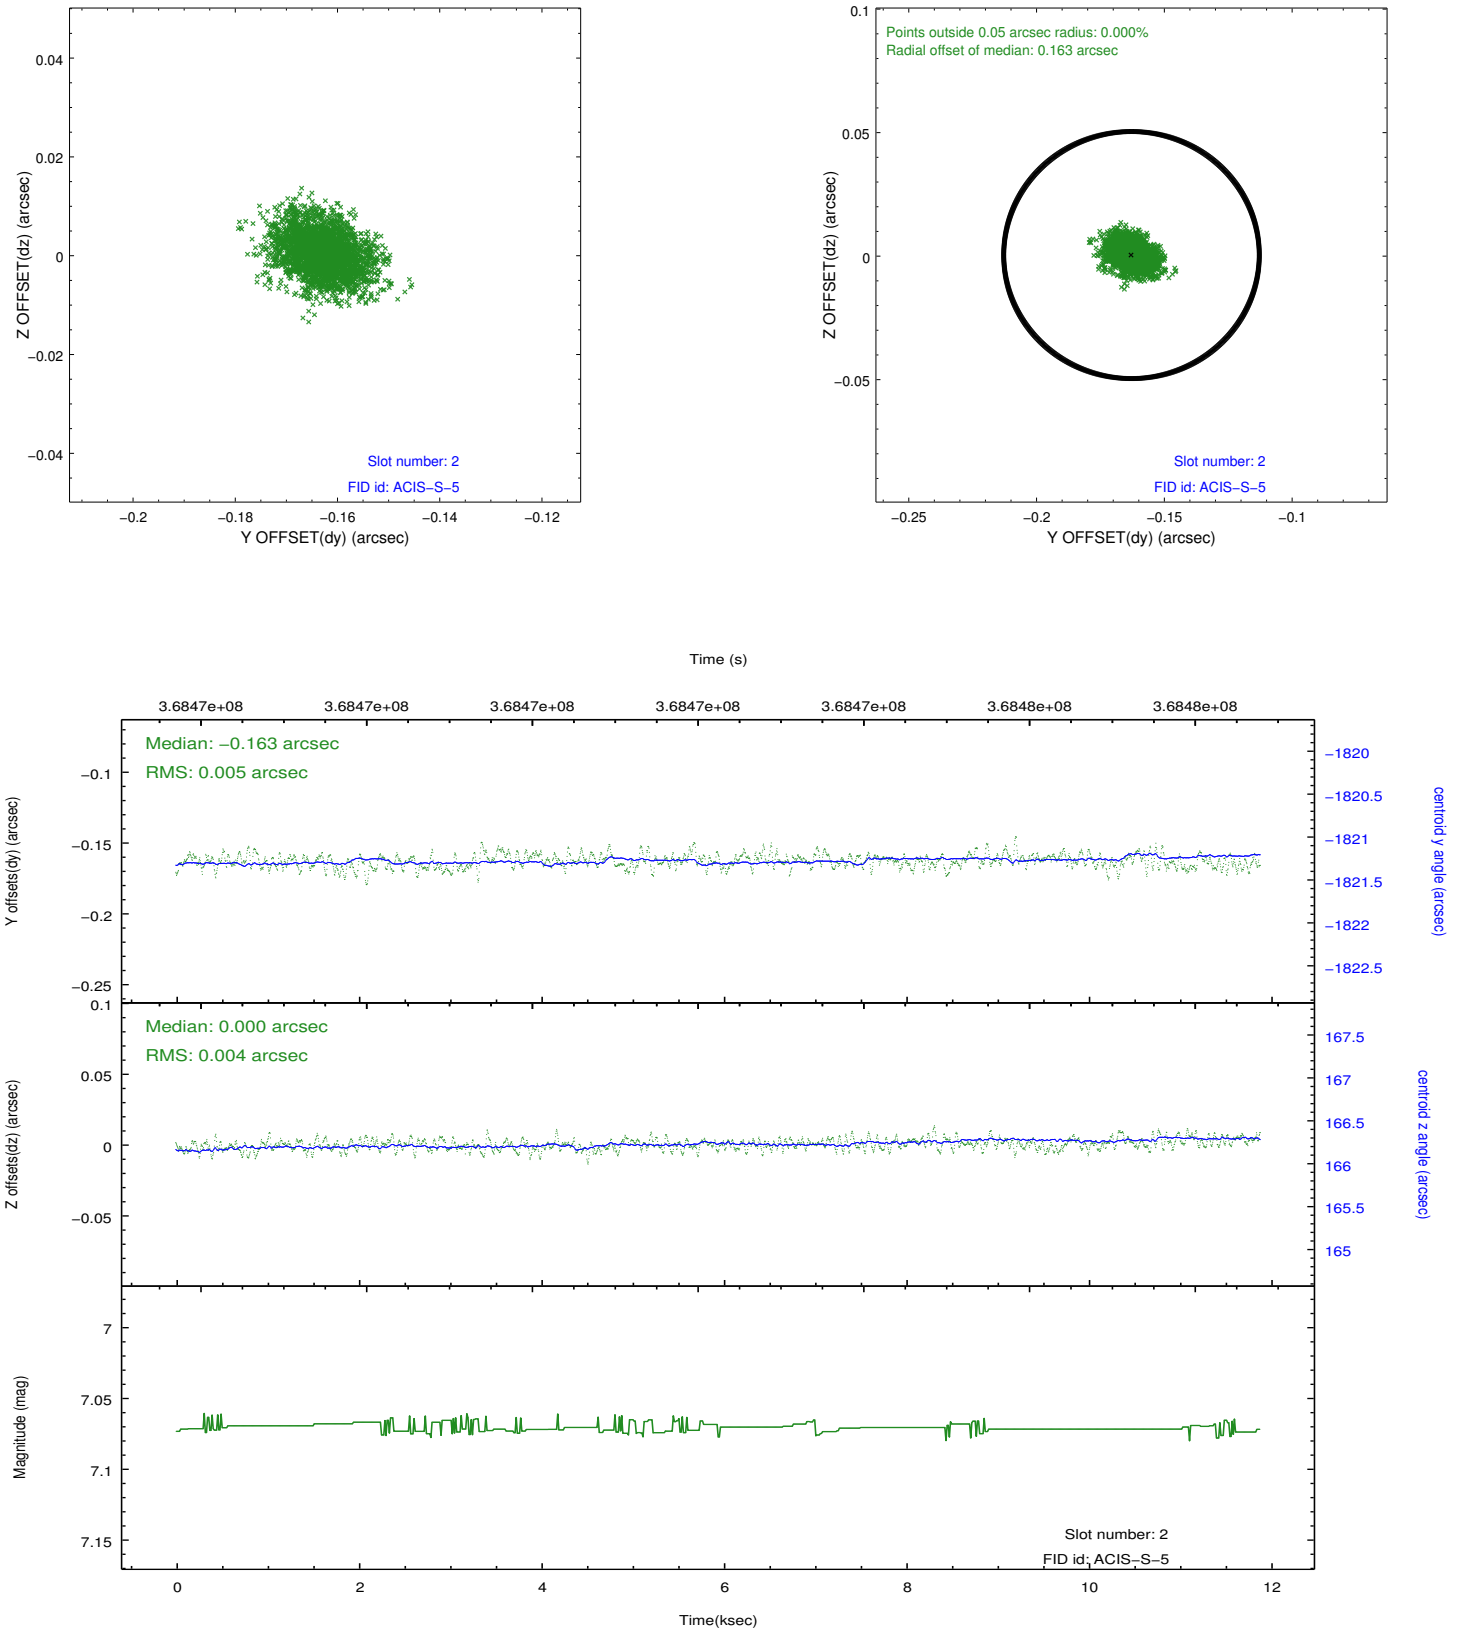 0.04
0.02
0
−0.02
−0.04
Z OFFSET(dz) (arcsec)
Slot number: 2
FID id: ACIS−S−5
−0.2 −0.18 −0.16 −0.14 −0.12
Y OFFSET(dy) (arcsec)
0.1
0.05
0
−0.05
Z OFFSET(dz) (arcsec)
Points outside 0.05 arcsec radius: 0.000%
Radial offset of median: 0.163 arcsec
Slot number: 2
FID id: ACIS−S−5
−0.25 −0.2 −0.15 −0.1
Y OFFSET(dy) (arcsec)
Time (s)
3.6847e+08 3.6847e+08 3.6847e+08 3.6847e+08 3.6847e+08 3.6848e+08 3.6848e+08
Median: −0.163 arcsec
RMS: 0.005 arcsec
−0.1
−0.15
−0.2
−0.25
Y offsets(dy) (arcsec)
−1820
−1820.5
−1821
−1821.5
−1822
−1822.5
centroid y angle (arcsec)
Median: 0.000 arcsec
RMS: 0.004 arcsec
0.1
0.05
0
−0.05
Z offsets(dz) (arcsec)
167.5
167
166.5
166
165.5
165
centroid z angle (arcsec)
7
7.05
7.1
7.15
Magnitude (mag)
Slot number: 2
FID id: ACIS−S−5
0 2 4 6 8 10 12
Time(ksec)